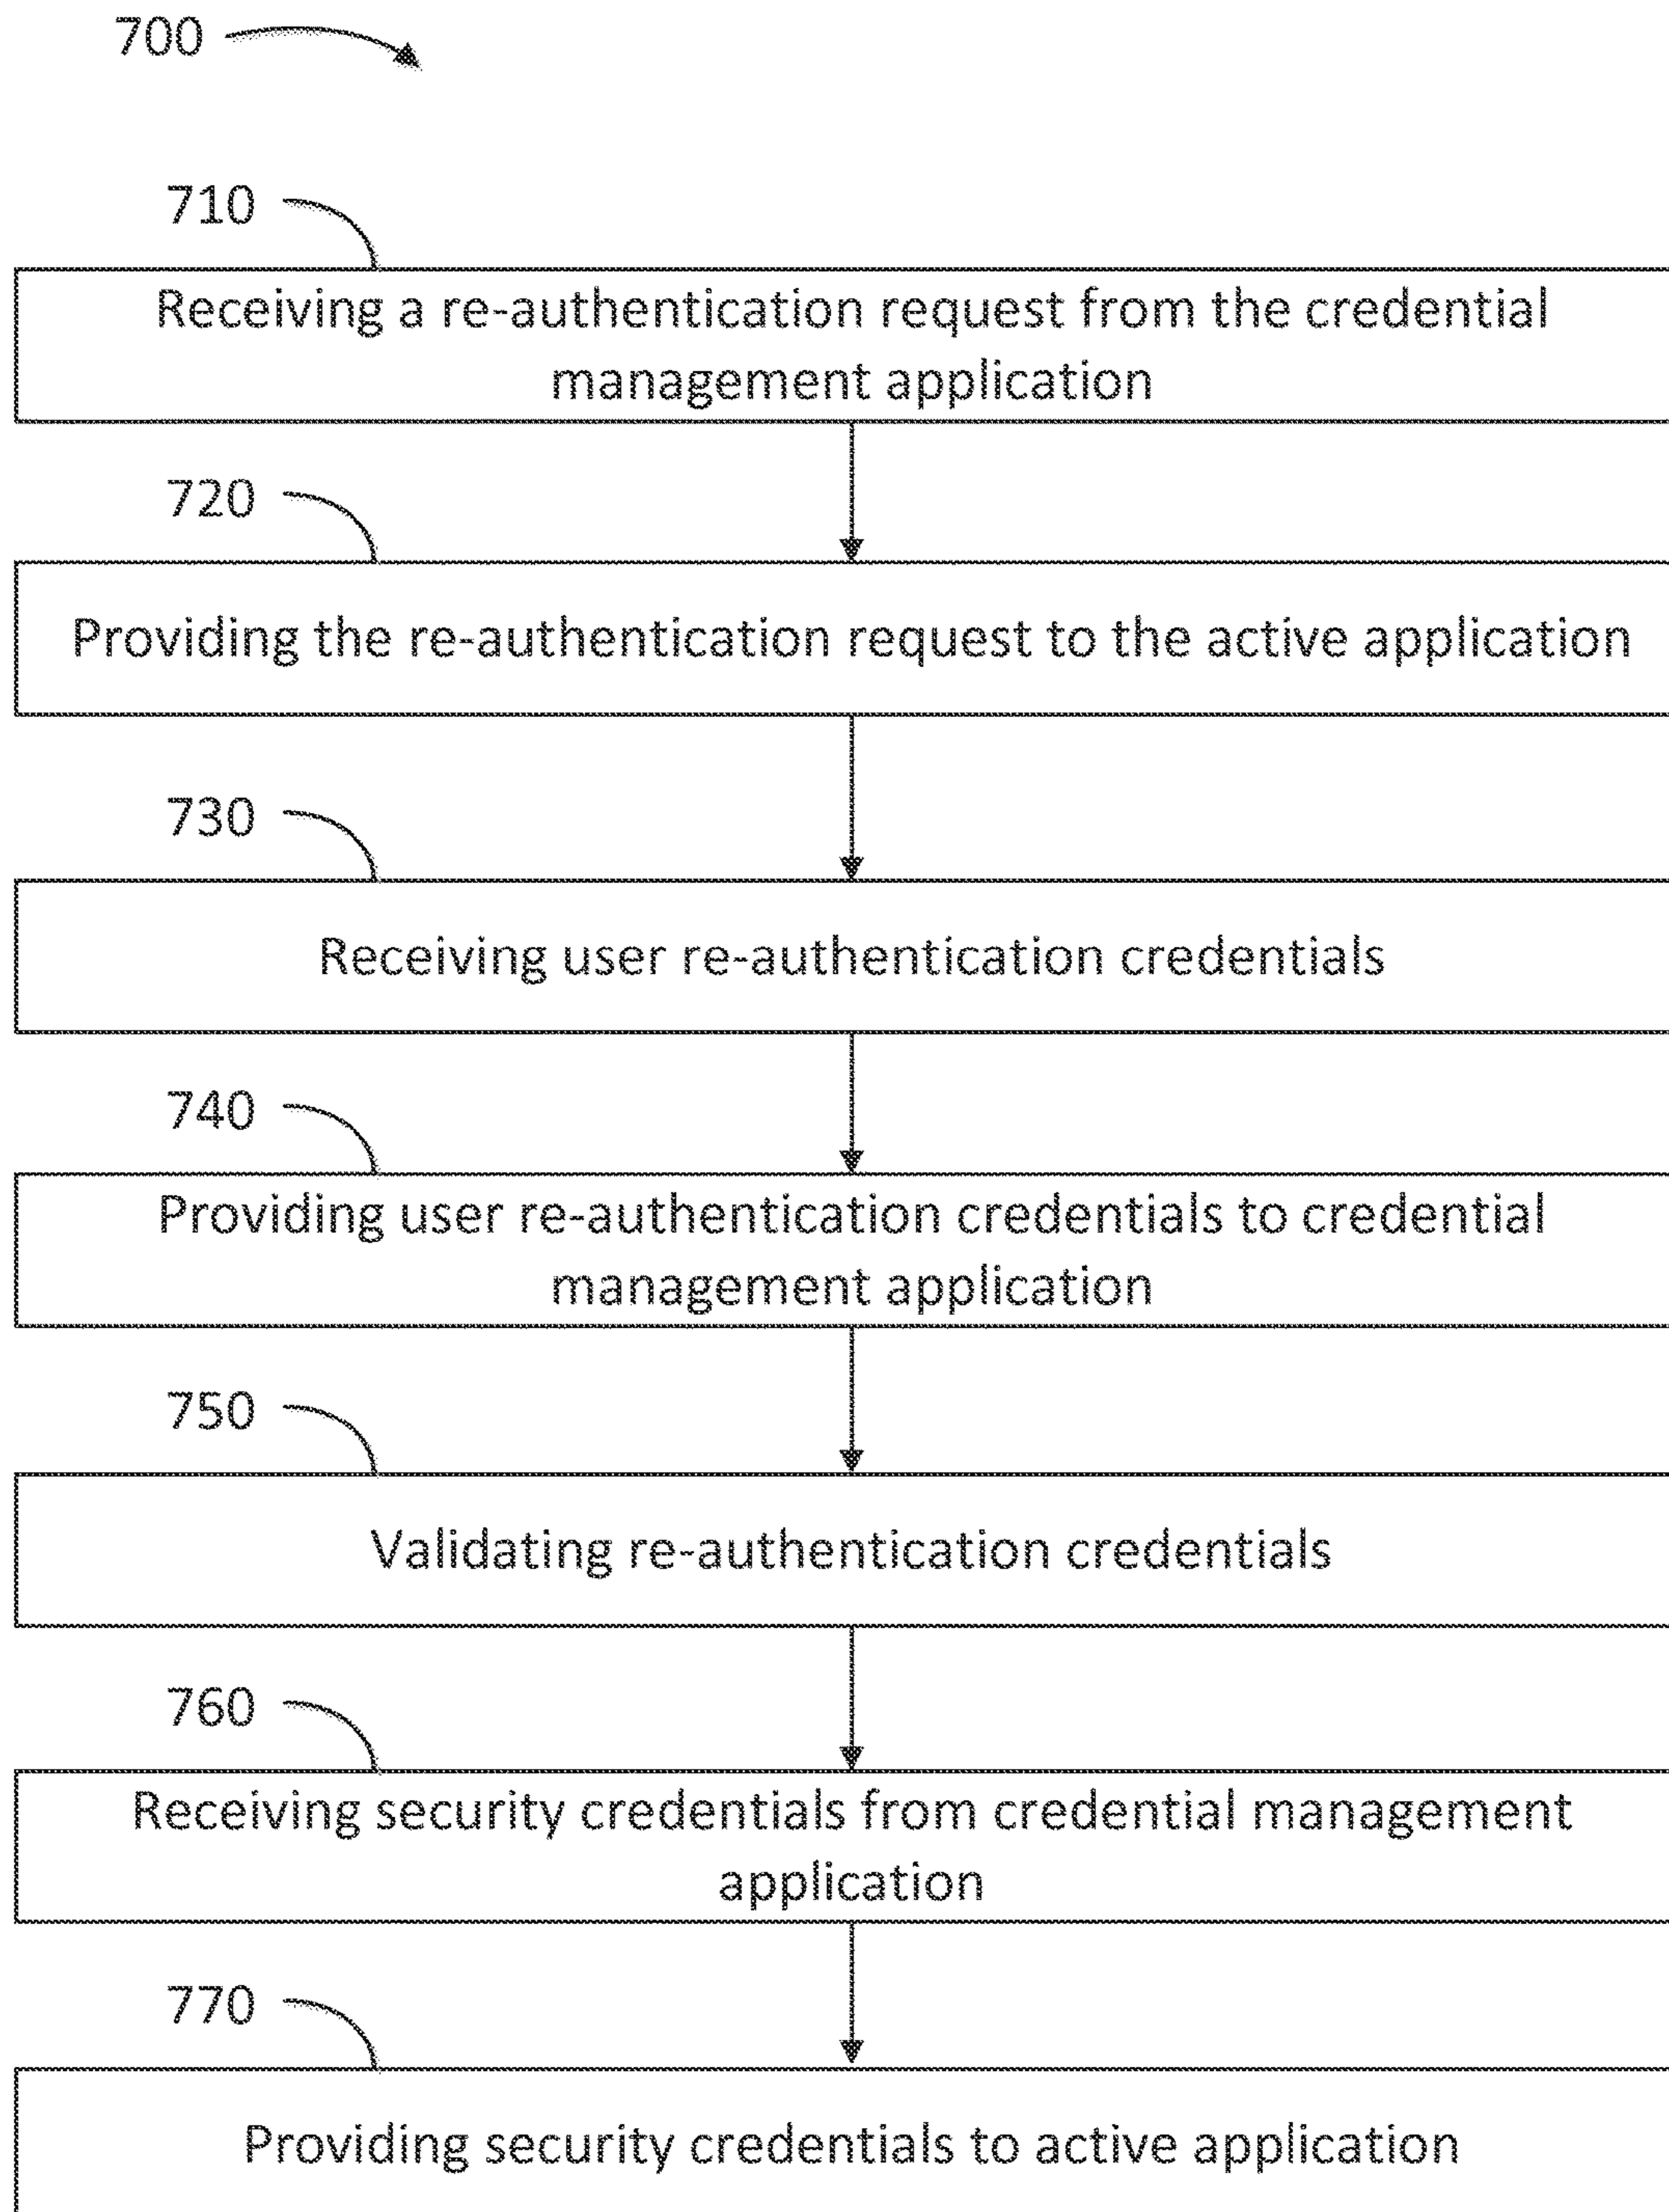 700
710
Receiving a re-authentication request from the credential
management application
720
Providing the re-authentication request to the active application
730
Receiving user re-authentication credentials
740
Providing user re-authentication credentials to credential
management application
750
Validating re-authentication credentials
760
Receiving security credentials from credential management
application
770
Providing security credentials to active application